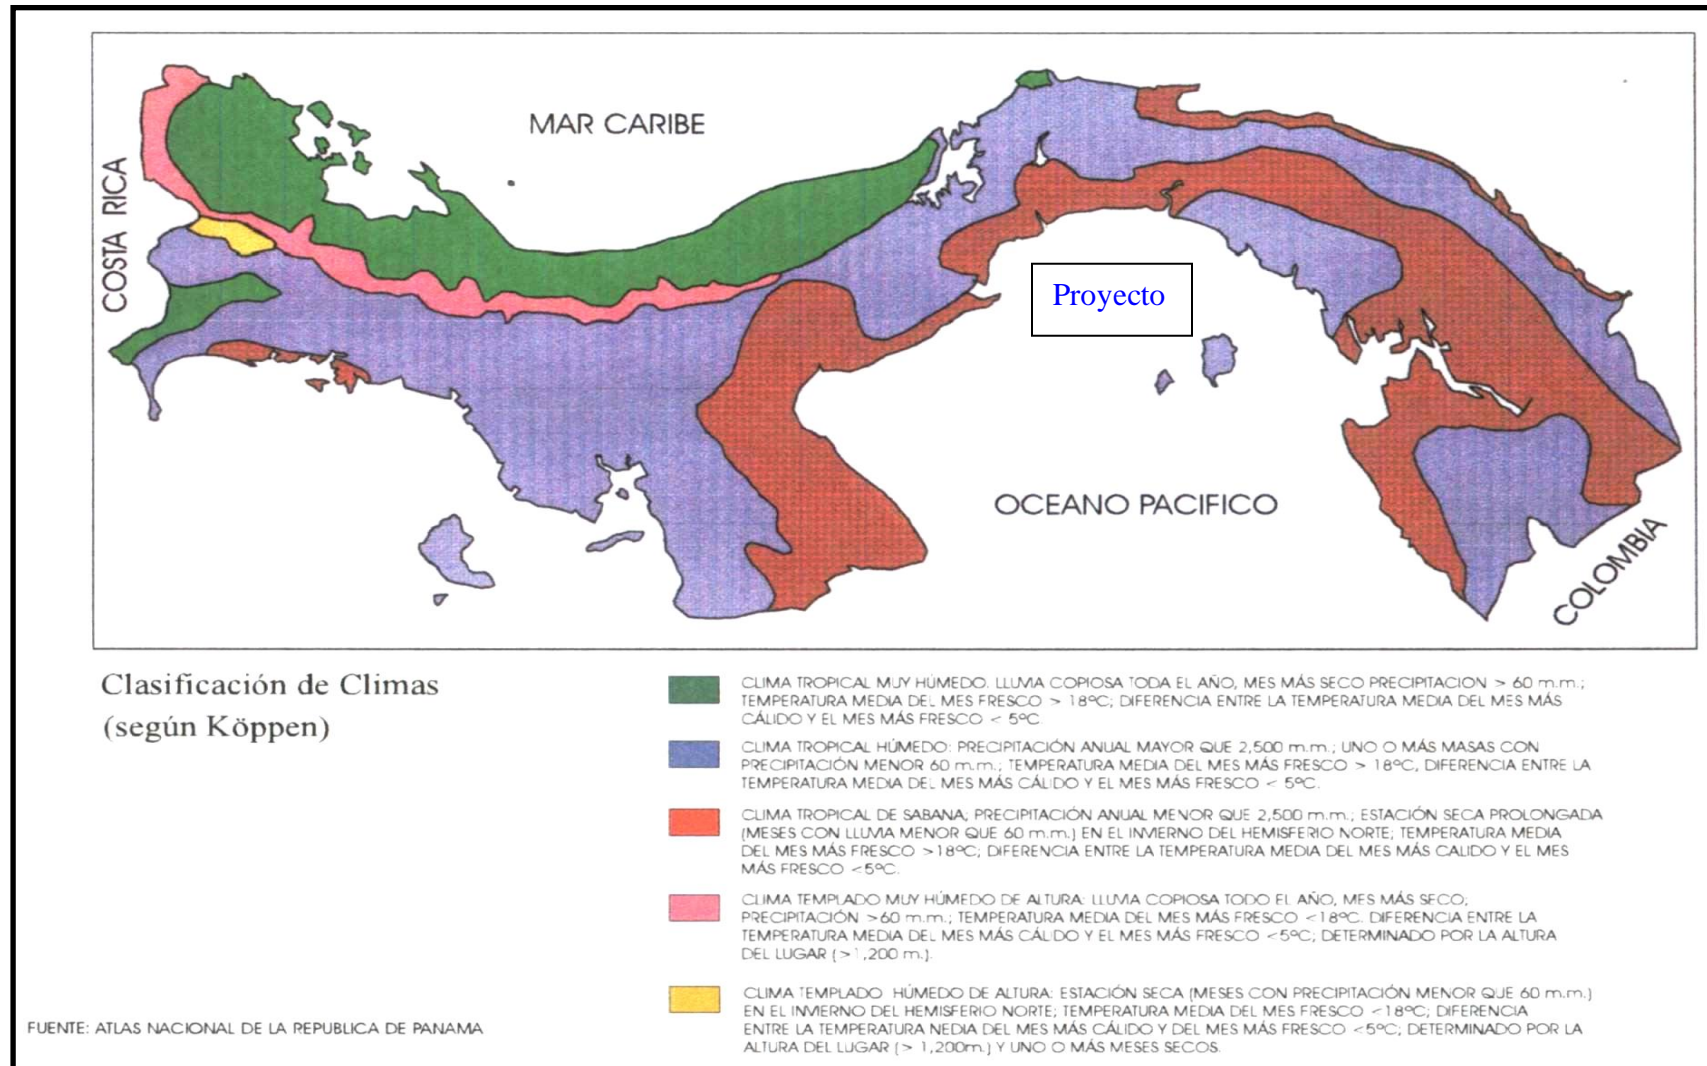 MAR CARIBE
COSTA RICA
Proyecto
OCEANO PACIFICO
COLOMBIA
Clasificación de Climas
(según Köppen)
CLIMA TROPICAL MUY HÚMEDO. LLUVIA COPIOSA TODA EL AÑO, MES MÁS SECO PRECIPITACION > 60 m.m.;
TEMPERATURA MEDIA DEL MES FRESCO > 18ºC; DIFERENCIA ENTRE LA TEMPERATURA MEDIA DEL MES MÁS
CÁLIDO Y EL MES MÁS FRESCO < 5ºC.
CLIMA TROPICAL HÚMEDO: PRECIPITACIÓN ANUAL MAYOR QUE 2,500 m.m.; UNO O MÁS MASAS CON
PRECIPITACIÓN MENOR 60 m.m.; TEMPERATURA MEDIA DEL MES MÁS FRESCO > 18ºC, DIFERENCIA ENTRE LA
TEMPERATURA MEDIA DEL MES MÁS CÁLIDO Y EL MES MÁS FRESCO < 5ºC.
CLIMA TROPICAL DE SABANA; PRECIPITACIÓN ANUAL MENOR QUE 2,500 m.m.; ESTACIÓN SECA PROLONGADA
(MESES CON LLUVIA MENOR QUE 60 m.m.) EN EL INVIERNO DEL HEMISFERIO NORTE; TEMPERATURA MEDIA
DEL MES MÁS FRESCO >18ºC; DIFERENCIA ENTRE LA TEMPERATURA MEDIA DEL MES MÁS CALIDO Y EL MES
MÁS FRESCO <5ºC.
CLIMA TEMPLADO MUY HÚMEDO DE ALTURA: LLUVIA COPIOSA TODO EL AÑO, MES MÁS SECO;
PRECIPITACIÓN >60 m.m.; TEMPERATURA MEDIA DEL MES MÁS FRESCO <18ºC. DIFERENCIA ENTRE LA
TEMPERATURA MEDIA DEL MES MÁS CÁLIDO Y EL MES MÁS FRESCO <5ºC; DETERMINADO POR LA ALTURA
DEL LUGAR (>1,200 m.).
CLIMA TEMPLADO HÚMEDO DE ALTURA: ESTACIÓN SECA (MESES CON PRECIPITACIÓN MENOR QUE 60 m.m.)
EN EL INVIERNO DEL HEMISFERIO NORTE; TEMPERATURA MEDIA DEL MES FRESCO <18ºC; DIFERENCIA
ENTRE LA TEMPERATURA NEDIA DEL MES MÁS CÁLIDO Y DEL MES MÁS FRESCO <5ºC; DETERMINADO POR LA
ALTURA DEL LUGAR (> 1,200m.) Y UNO O MÁS MESES SECOS.
FUENTE: ATLAS NACIONAL DE LA REPUBLICA DE PANAMA